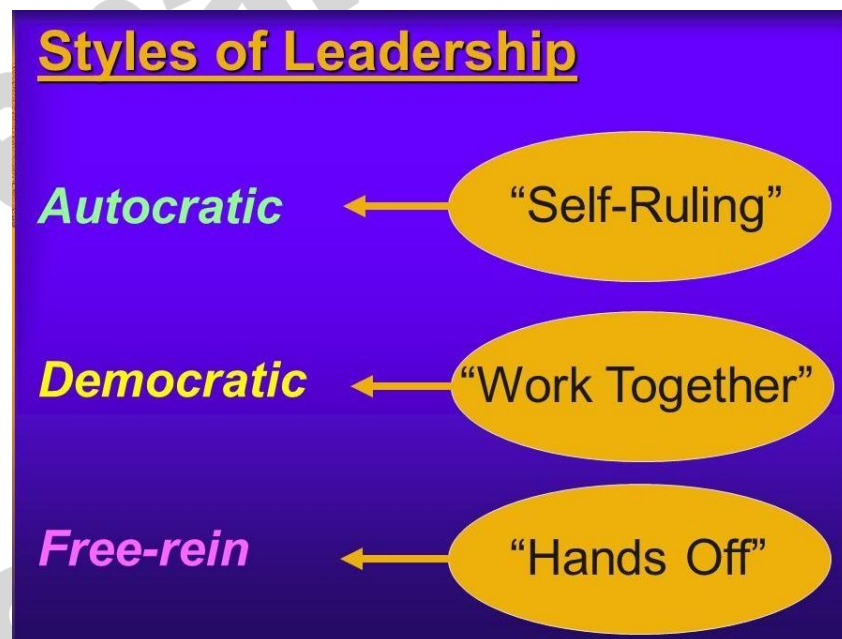 Styles of Leadership
Autocratic
“Self-Ruling”
Democratic
“Work Together”
Free-rein
“Hands Off”